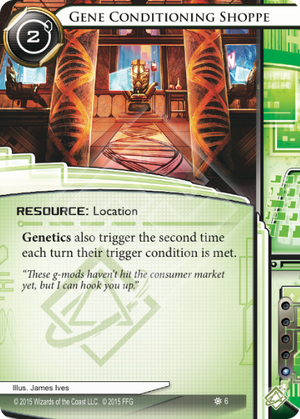 Gene Conditioning Shoppe
2
RESOURCE: Location
Genetics also trigger the second time
each turn their trigger condition is met.
“These g-mods haven’t hit the consumer market
yet, but I can hook you up.”
Illus. James Ives
© 2015 Wizards of the Coast LLC. © 2015 FFG
6